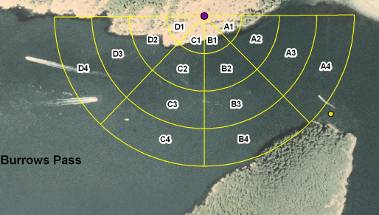 D1 A1
D2 C1 B1 A2
D3 A3
D4 C2 B2 A4
C3 B3
C4 B4
Burrows Pass